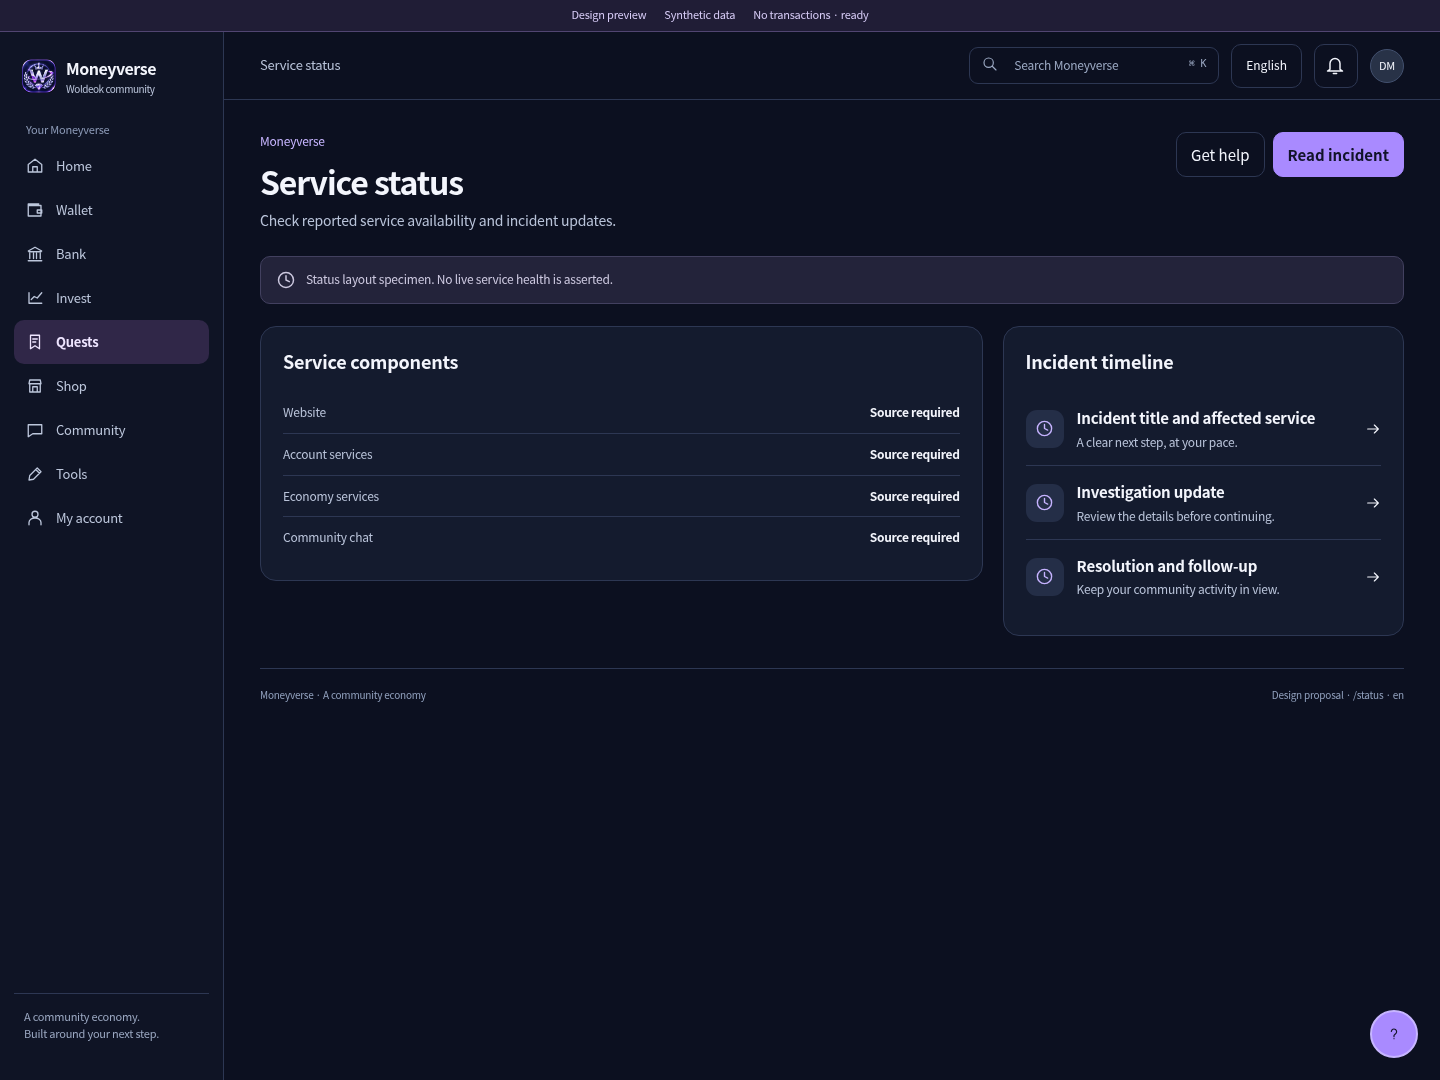 Design preview Synthetic data No transactions · ready
Moneyverse
Woldeok community
Your Moneyverse
Home
Wallet
Bank
Invest
Quests
Shop
Community
Tools
My account
A community economy.
Built around your next step.
Service status
Search Moneyverse ⌘ K
English
DM
Moneyverse
Service status
Check reported service availability and incident updates.
Get help
Read incident
Status layout specimen. No live service health is asserted.
Service components
Website Source required
Account services Source required
Economy services Source required
Community chat Source required
Incident timeline
Incident title and affected service
A clear next step, at your pace.
Investigation update
Review the details before continuing.
Resolution and follow-up
Keep your community activity in view.
Moneyverse · A community economy
Design proposal · /status · en
?